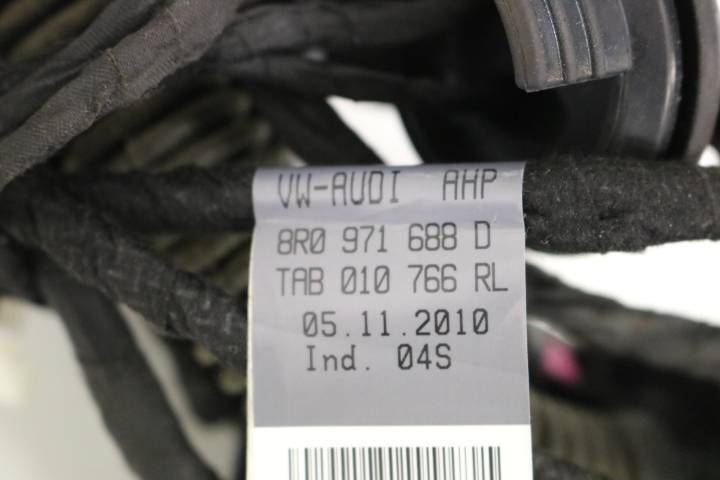 VW-AUDI AHP
8R0 971 688 D
TAB 010 766 RL
05.11.2010
Ind. 04S